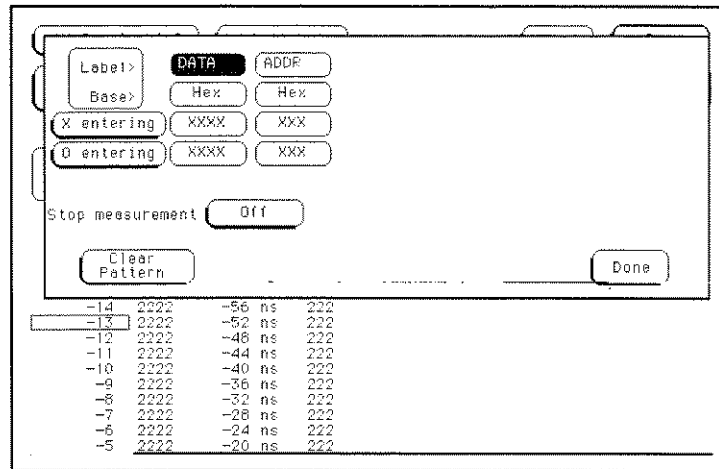 Label> DATA ADDR
Base> Hex Hex
X entering XXXX XXX
O entering XXXX XXX
Stop measurement Off
Clear
Pattern
Done
-14 2222 -56 ns 222
-13 2222 -52 ns 222
-12 2222 -48 ns 222
-11 2222 -44 ns 222
-10 2222 -40 ns 222
-9 2222 -36 ns 222
-8 2222 -32 ns 222
-7 2222 -28 ns 222
-6 2222 -24 ns 222
-5 2222 -20 ns 222